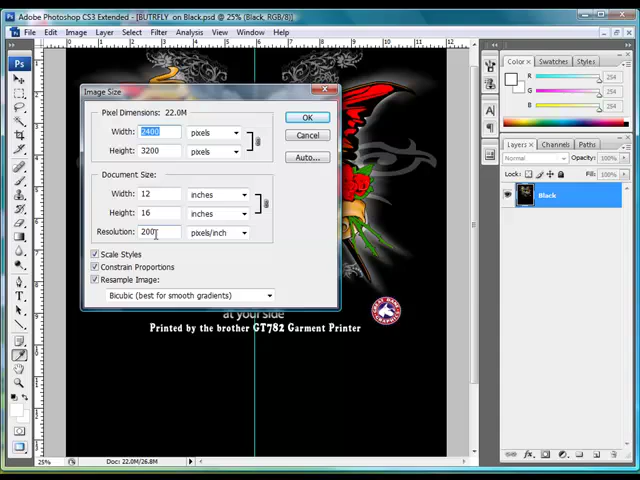 Adobe Photoshop CS3 Extended - [BUTRFLY on Black.psd @ 25% (Black, RGB/8)]
File Edit Image Layer Select Filter Analysis View Window Help
Ps
Image Size
Pixel Dimensions: 22.0M
Width: 2400 pixels
Height: 3200 pixels
Document Size:
Width: 12 inches
Height: 16 inches
Resolution: 200 pixels/inch
Scale Styles
Constrain Proportions
Resample Image:
Bicubic (best for smooth gradients)
OK
Cancel
Auto...
at your side
Printed by the brother GT782 Garment Printer
Color Swatches Styles
R 254
G 254
B 254
Layers Channels Paths
Normal Opacity: 100%
Lock: Fill: 100%
Black
25% Doc: 22.0M/26.8M